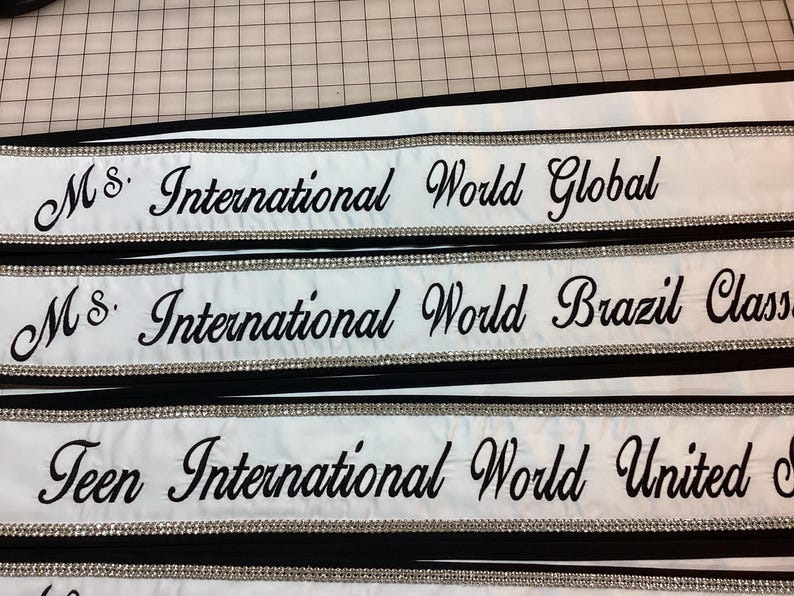 Ms. International World Global
Ms. International World Brazil
Teen International World United